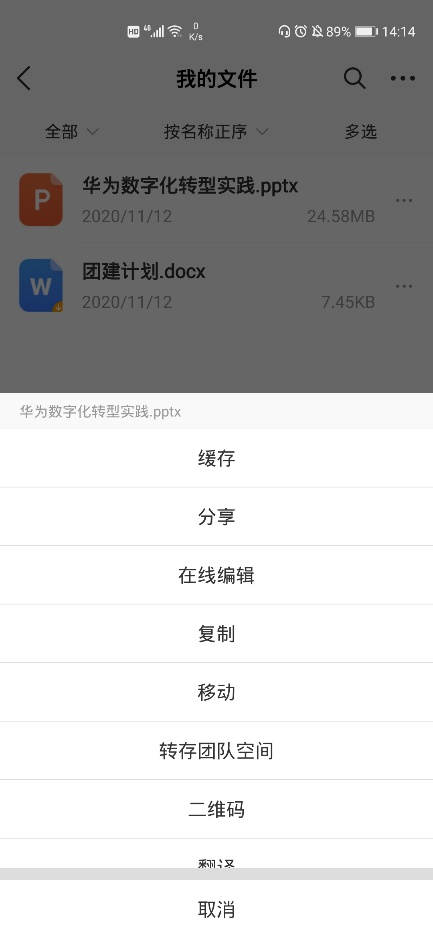 HD 4G 0 K/s 89% 14:14
我的文件
全部 按名称正序 多选
P 华为数字化转型实践.pptx
2020/11/12 24.58MB
W 团建计划.docx
2020/11/12 7.45KB
华为数字化转型实践.pptx
缓存
分享
在线编辑
复制
移动
转存团队空间
二维码
翻译
取消